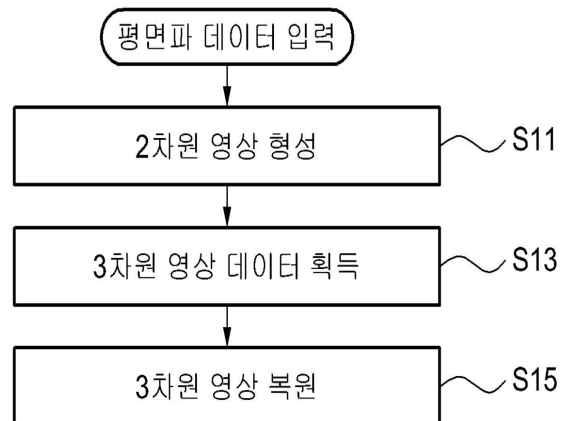 평면파 데이터 입력
2차원 영상 형성
S11
3차원 영상 데이터 획득
S13
3차원 영상 복원
S15